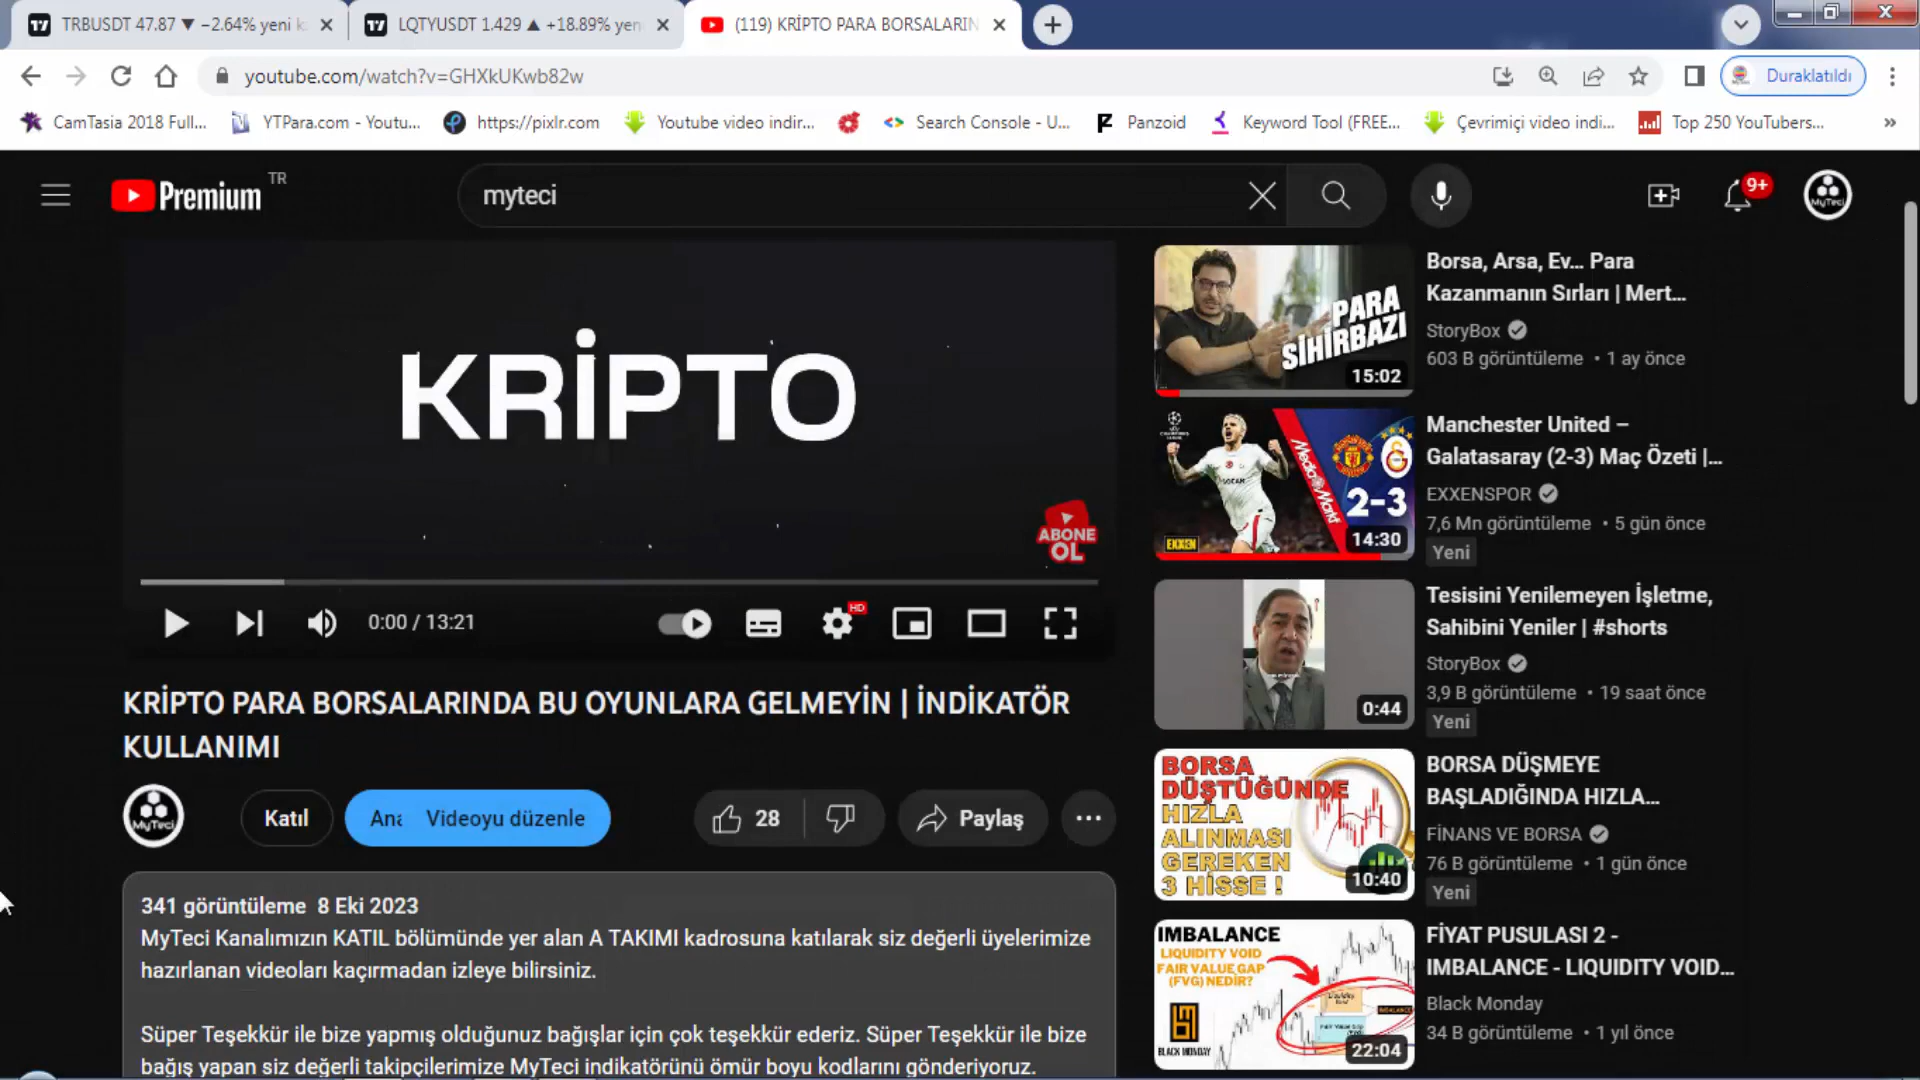 TRBUSDT 47.87 ▼ −2.64% yeni k
LQTYUSDT 1.429 ▲ +18.89% yen
(119) KRİPTO PARA BORSALARIN
youtube.com/watch?v=GHXkUKwb82w
Duraklatıldı
CamTasia 2018 Full...
YTPara.com - Youtu...
https://pixlr.com
Youtube video indir...
Search Console - U...
Panzoid
Keyword Tool (FREE...
Çevrimiçi video indi...
Top 250 YouTubers...
»
Premium TR
myteci
9+
MyTeci
KRİPTO
ABONE
OL
0:00 / 13:21
HD
KRİPTO PARA BORSALARINDA BU OYUNLARA GELMEYİN | İNDİKATÖR
KULLANIMI
MyTeci
Katıl
Ana
Videoyu düzenle
28
Paylaş
341 görüntüleme 8 Eki 2023
MyTeci Kanalımızın KATIL bölümünde yer alan A TAKIMI kadrosuna katılarak siz değerli üyelerimize
hazırlanan videoları kaçırmadan izleye bilirsiniz.
Süper Teşekkür ile bize yapmış olduğunuz bağışlar için çok teşekkür ederiz. Süper Teşekkür ile bize
bağış yapan siz değerli takipçilerimize MyTeci indikatörünü ömür boyu kodlarını gönderiyoruz.
PARA
SİHİRBAZI
15:02
Borsa, Arsa, Ev... Para
Kazanmanın Sırları | Mert...
StoryBox
603 B görüntüleme • 1 ay önce
MediaMarkt
2-3
EXXEN
14:30
Manchester United –
Galatasaray (2-3) Maç Özeti |...
EXXENSPOR
7,6 Mn görüntüleme • 5 gün önce
Yeni
0:44
Tesisini Yenilemeyen İşletme,
Sahibini Yeniler | #shorts
StoryBox
3,9 B görüntüleme • 19 saat önce
Yeni
BORSA
DÜŞTÜĞÜNDE
HIZLA
ALINMASI
GEREKEN
3 HİSSE !
10:40
BORSA DÜŞMEYE
BAŞLADIĞINDA HIZLA...
FİNANS VE BORSA
76 B görüntüleme • 1 gün önce
Yeni
IMBALANCE
LIQUIDITY VOID
FAIR VALUE GAP
(FVG) NEDİR?
BLACK MONDAY
22:04
FİYAT PUSULASI 2 -
IMBALANCE - LIQUIDITY VOID...
Black Monday
34 B görüntüleme • 1 yıl önce